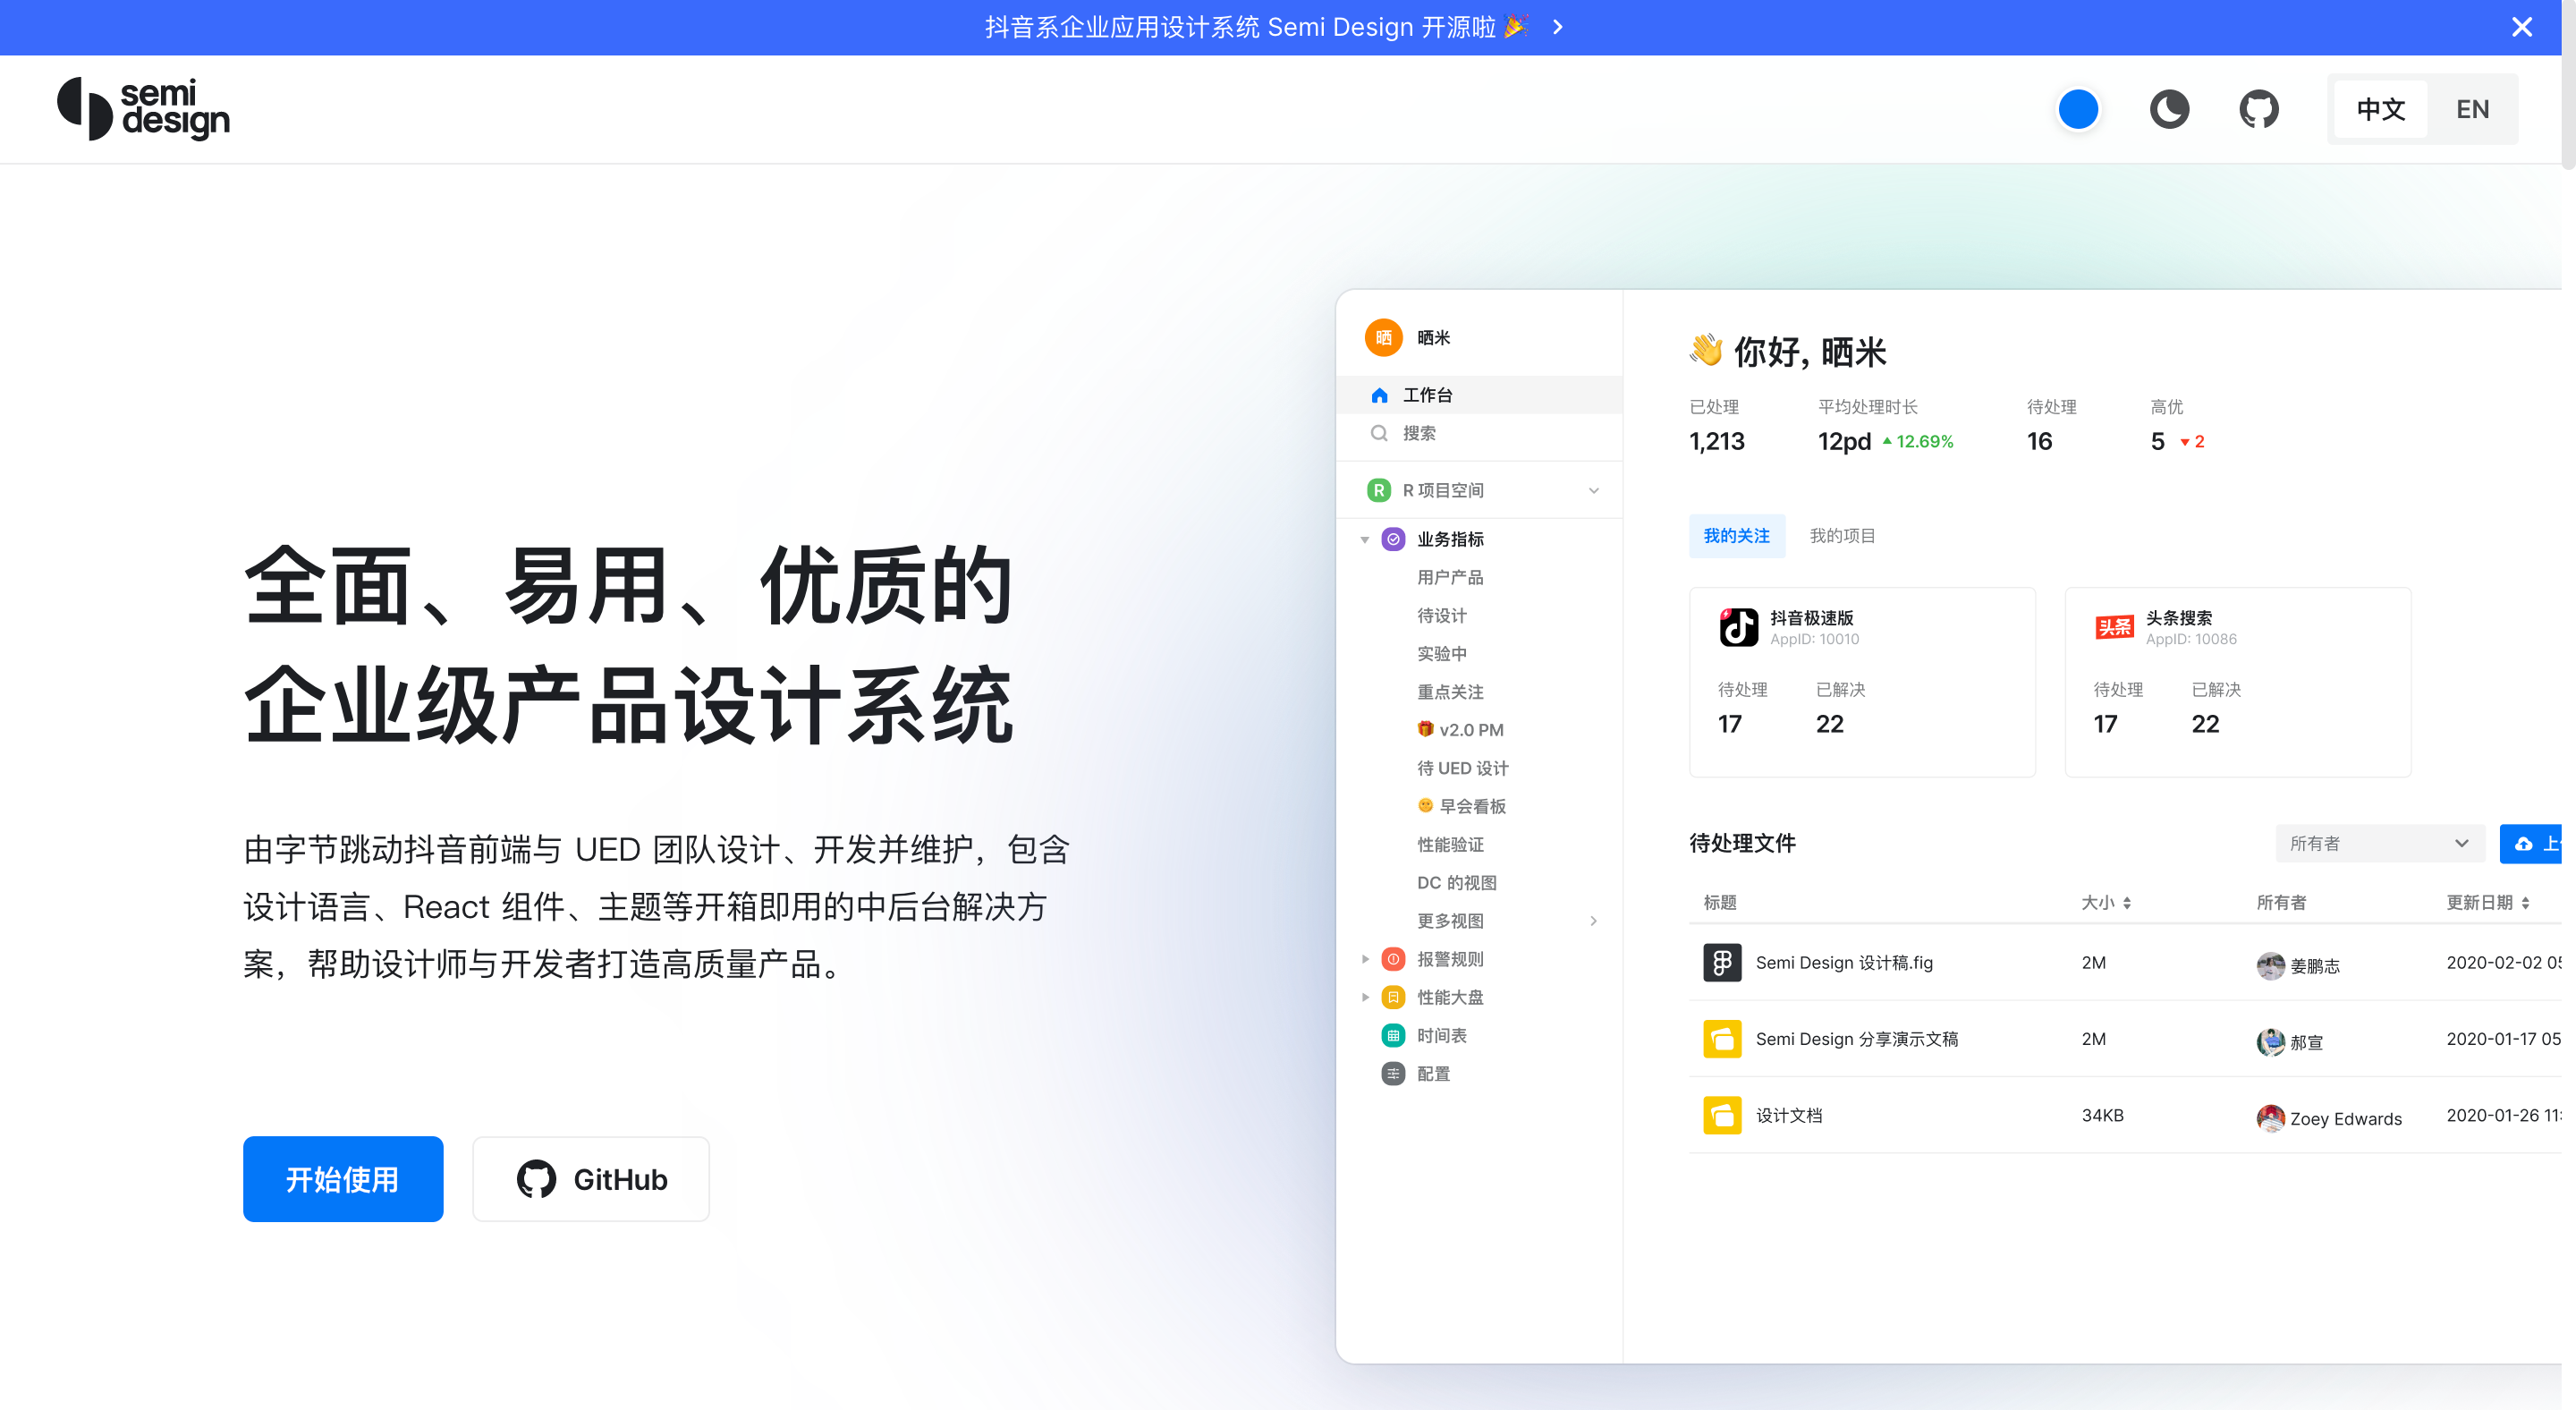 抖音系企业应用设计系统 Semi Design 开源啦 🎉
semi
design
中文 EN
全面、易用、优质的
企业级产品设计系统
由字节跳动抖音前端与 UED 团队设计、开发并维护，包含
设计语言、React 组件、主题等开箱即用的中后台解决方
案，帮助设计师与开发者打造高质量产品。
开始使用
GitHub
晒 晒米
工作台
搜索
R R 项目空间
业务指标
用户产品
待设计
实验中
重点关注
🎁 v2.0 PM
待 UED 设计
早会看板
性能验证
DC 的视图
更多视图
报警规则
性能大盘
时间表
配置
👋 你好, 晒米
已处理 平均处理时长 待处理 高优
1,213 12pd 12.69% 16 5 2
我的关注 我的项目
抖音极速版
AppID: 10010
待处理 已解决
17 22
头条
头条搜索
AppID: 10086
待处理 已解决
17 22
待处理文件
所有者
标题 大小 所有者 更新日期
Semi Design 设计稿.fig 2M 姜鹏志 2020-02-02 05
Semi Design 分享演示文稿 2M 郝宣 2020-01-17 05
设计文档 34KB Zoey Edwards 2020-01-26 11: